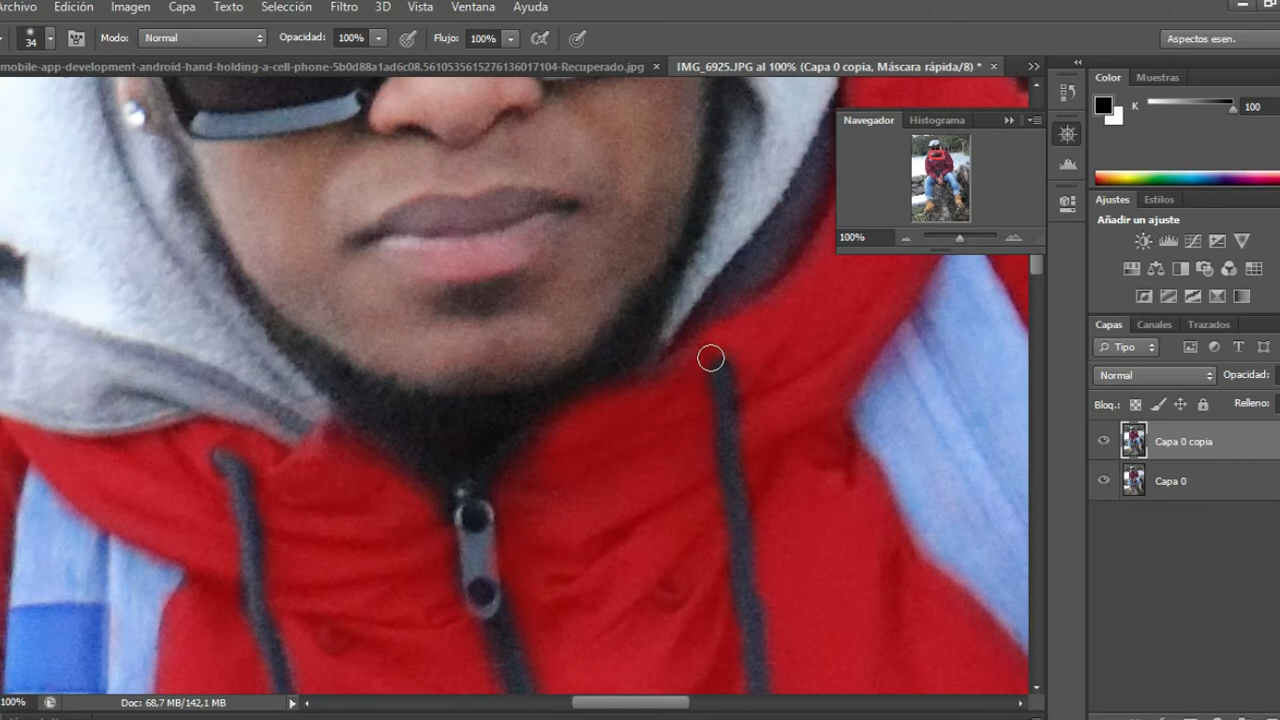 Archivo Edición Imagen Capa Texto Selección Filtro 3D Vista Ventana Ayuda
34 Modo: Normal Opacidad: 100% Flujo: 100% Aspectos esen.
mobile-app-development-android-hand-holding-a-cell-phone-5b0d88a1ad6c08.5610535615276136017104-Recuperado.jpg × IMG_6925.JPG al 100% (Capa 0 copia, Máscara rápida/8) * ×
Color Muestras
K 100
Navegador Histograma
100%
Ajustes Estilos
Añadir un ajuste
Capas Canales Trazados
Tipo
Normal Opacidad:
Bloq.: Relleno:
Capa 0 copia
Capa 0
100% Doc: 68,7 MB/142,1 MB